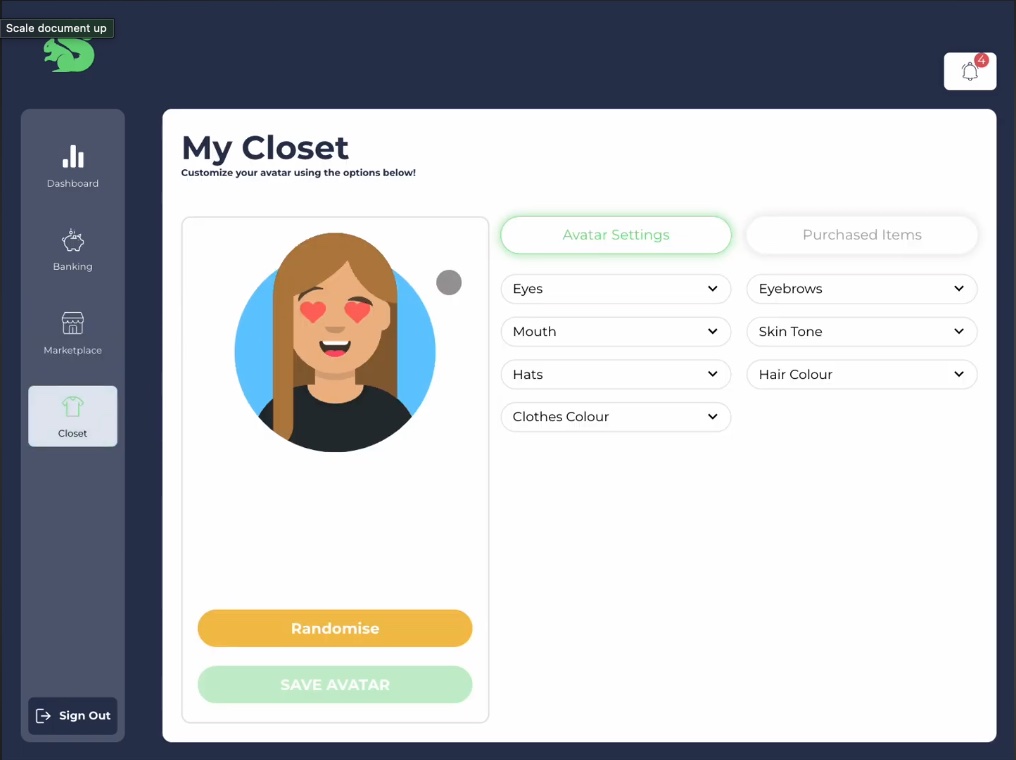 Scale document up
4
Dashboard
Banking
Marketplace
Closet
Sign Out
My Closet
Customize your avatar using the options below!
Randomise
SAVE AVATAR
Avatar Settings
Purchased Items
Eyes
Eyebrows
Mouth
Skin Tone
Hats
Hair Colour
Clothes Colour